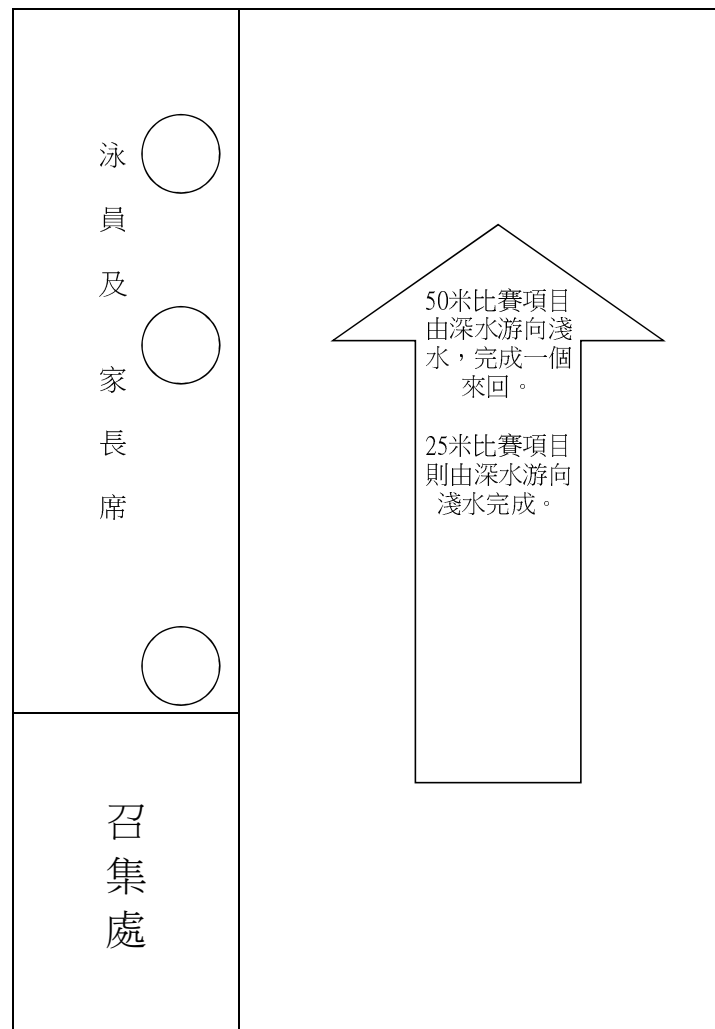 泳員及家長席
50米比賽項目
由深水游向淺
水，完成一個
來回。
25米比賽項目
則由深水游向
淺水完成。
召集處